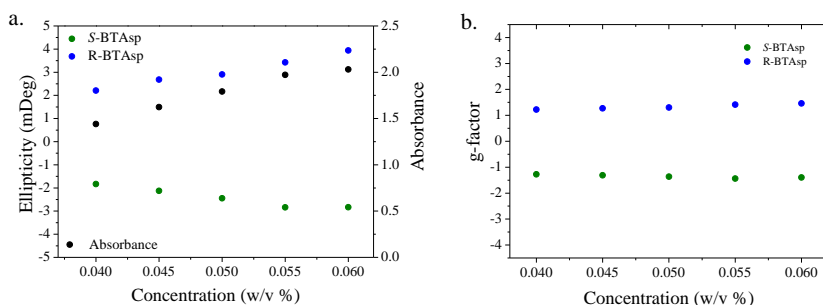 a.
S-BTAsp
R-BTAsp
Absorbance
Ellipticity (mDeg)
5
4
3
2
1
0
-1
-2
-3
-4
-5
2.5
2.0
1.5
1.0
0.5
0.0
Absorbance
0.040 0.045 0.050 0.055 0.060
Concentration (w/v %)
b.
S-BTAsp
R-BTAsp
g-factor
4
3
2
1
0
-1
-2
-3
-4
0.040 0.045 0.050 0.055 0.060
Concentration (w/v %)